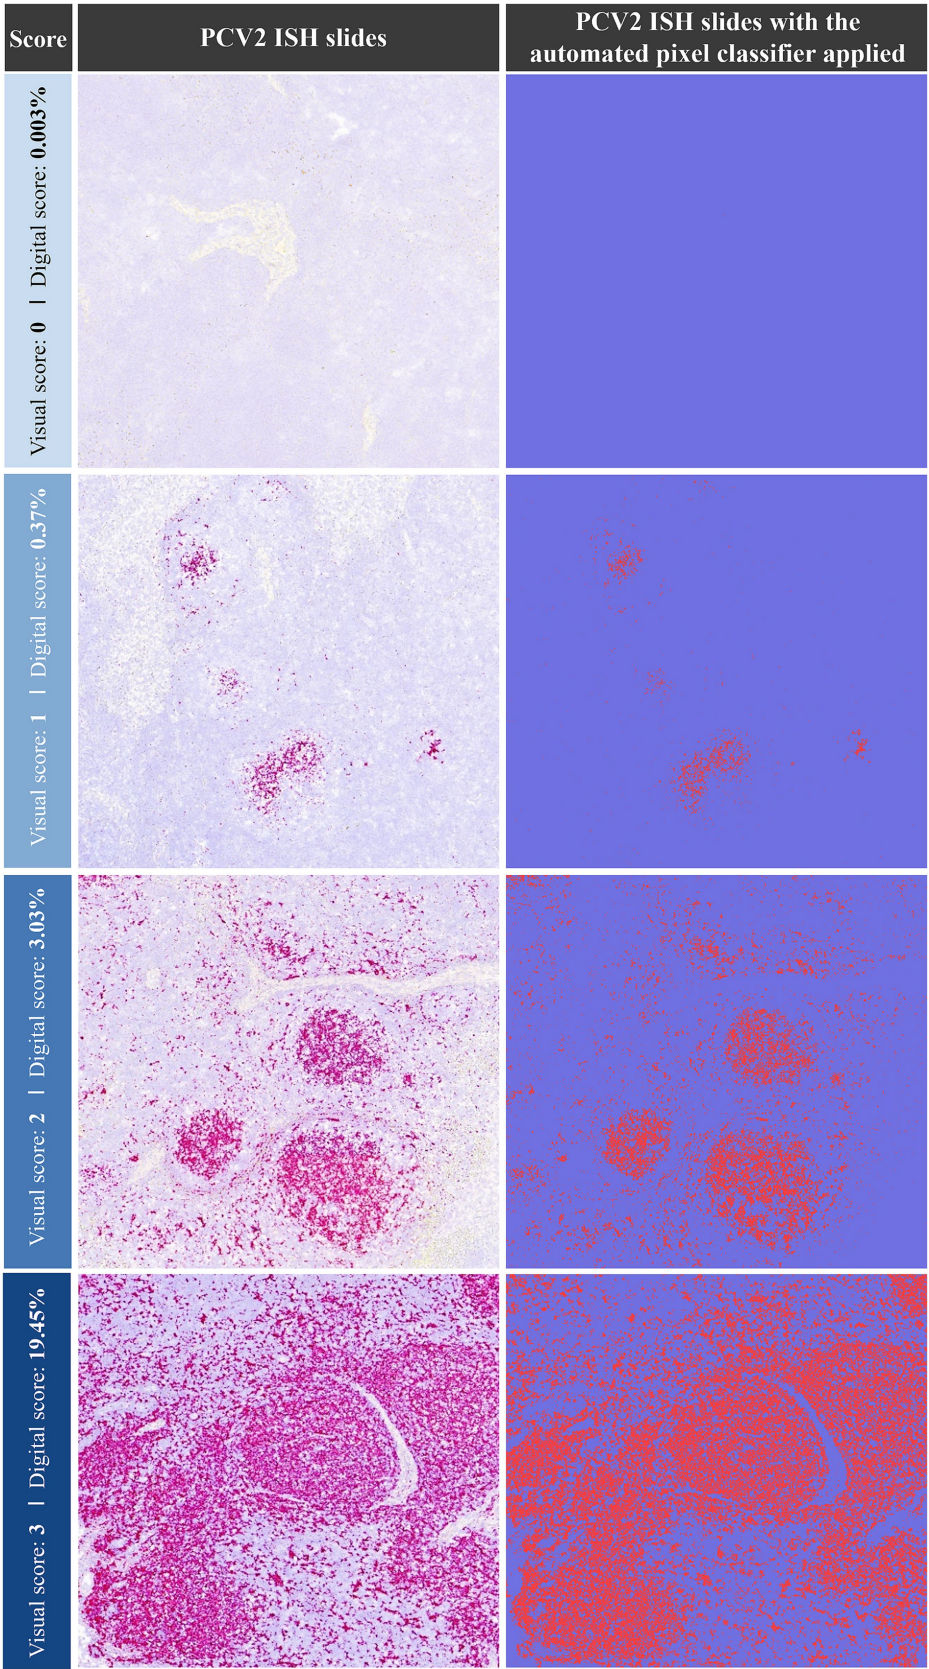 Score
PCV2 ISH slides
PCV2 ISH slides with the
automated pixel classifier applied
Visual score: 0 | Digital score: 0.003%
Visual score: 1 | Digital score: 0.37%
Visual score: 2 | Digital score: 3.03%
Visual score: 3 | Digital score: 19.45%